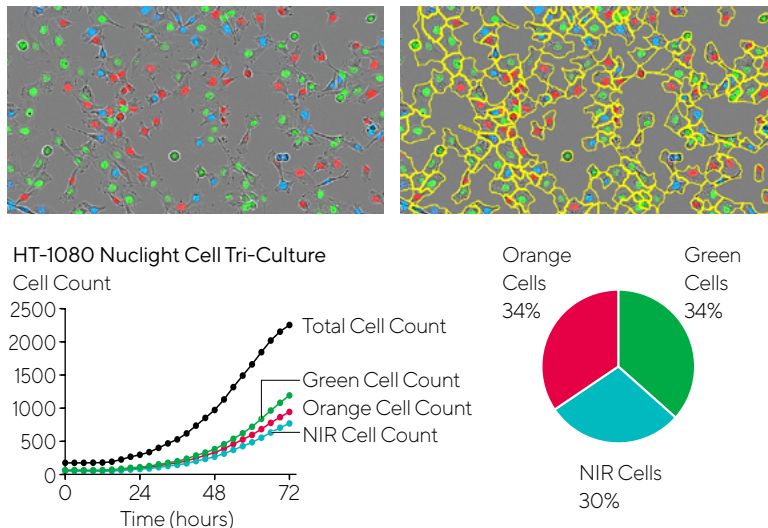 HT-1080 Nuclight Cell Tri-Culture
Cell Count
2500
2000
1500
1000
500
0
0
24
48
72
Time (hours)
Total Cell Count
Green Cell Count
Orange Cell Count
NIR Cell Count
Orange
Cells
34%
Green
Cells
34%
NIR Cells
30%